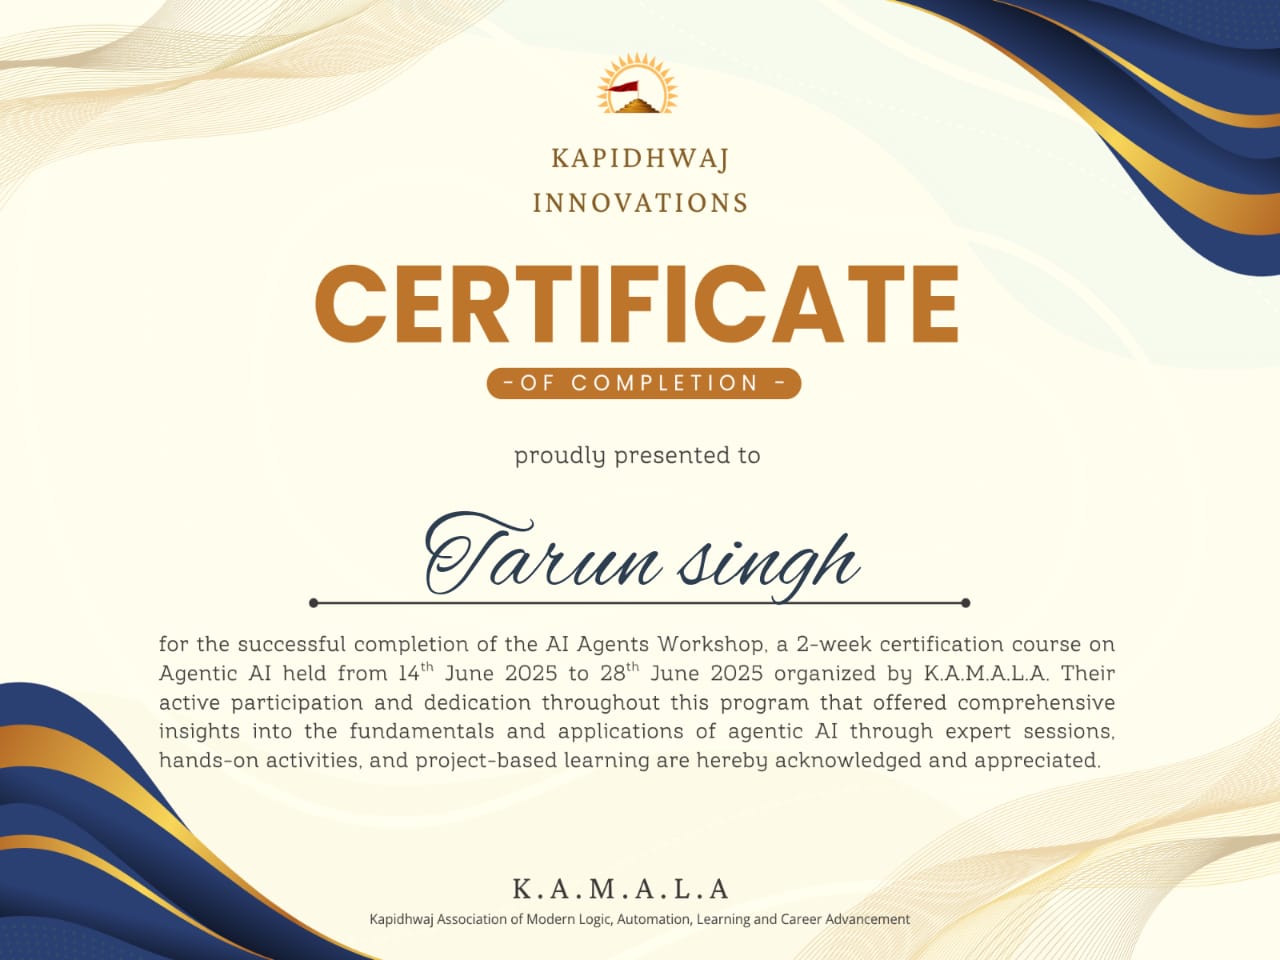 KAPIDHWAJ
INNOVATIONS
CERTIFICATE
-OF COMPLETION -
proudly presented to
Tarun singh
for the successful completion of the AI Agents Workshop, a 2-week certification course on
Agentic AI held from 14th June 2025 to 28th June 2025 organized by K.A.M.A.L.A. Their
active participation and dedication throughout this program that offered comprehensive
insights into the fundamentals and applications of agentic AI through expert sessions,
hands-on activities, and project-based learning are hereby acknowledged and appreciated.
K.A.M.A.L.A
Kapidhwaj Association of Modern Logic, Automation, Learning and Career Advancement